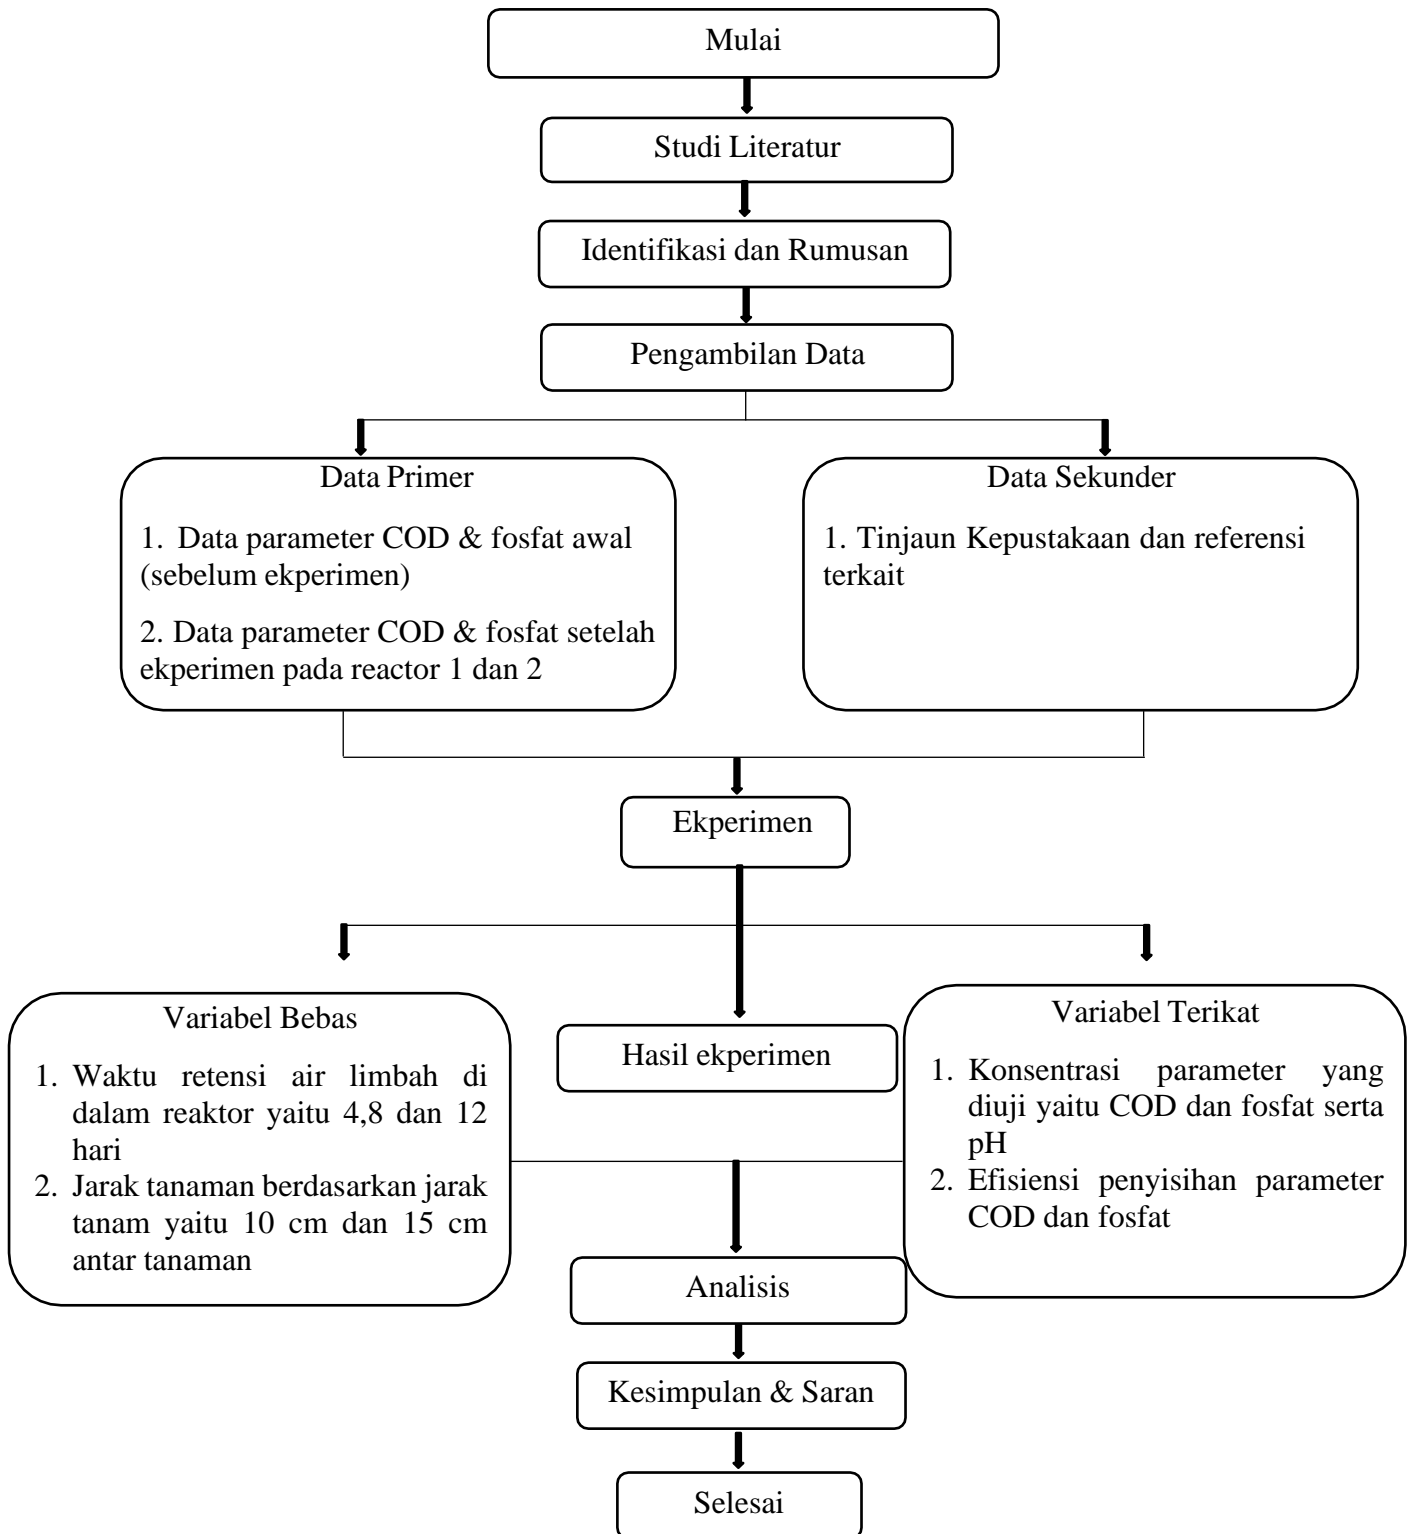 Mulai
Studi Literatur
Identifikasi dan Rumusan
Pengambilan Data
Data Primer
1. Data parameter COD & fosfat awal
(sebelum ekperimen)
2. Data parameter COD & fosfat setelah
ekperimen pada reactor 1 dan 2
Data Sekunder
1. Tinjaun Kepustakaan dan referensi
terkait
Ekperimen
Variabel Bebas
1. Waktu retensi air limbah di
dalam reaktor yaitu 4,8 dan 12
hari
2. Jarak tanaman berdasarkan jarak
tanam yaitu 10 cm dan 15 cm
antar tanaman
Hasil ekperimen
Variabel Terikat
1. Konsentrasi parameter yang
diuji yaitu COD dan fosfat serta
pH
2. Efisiensi penyisihan parameter
COD dan fosfat
Analisis
Kesimpulan & Saran
Selesai